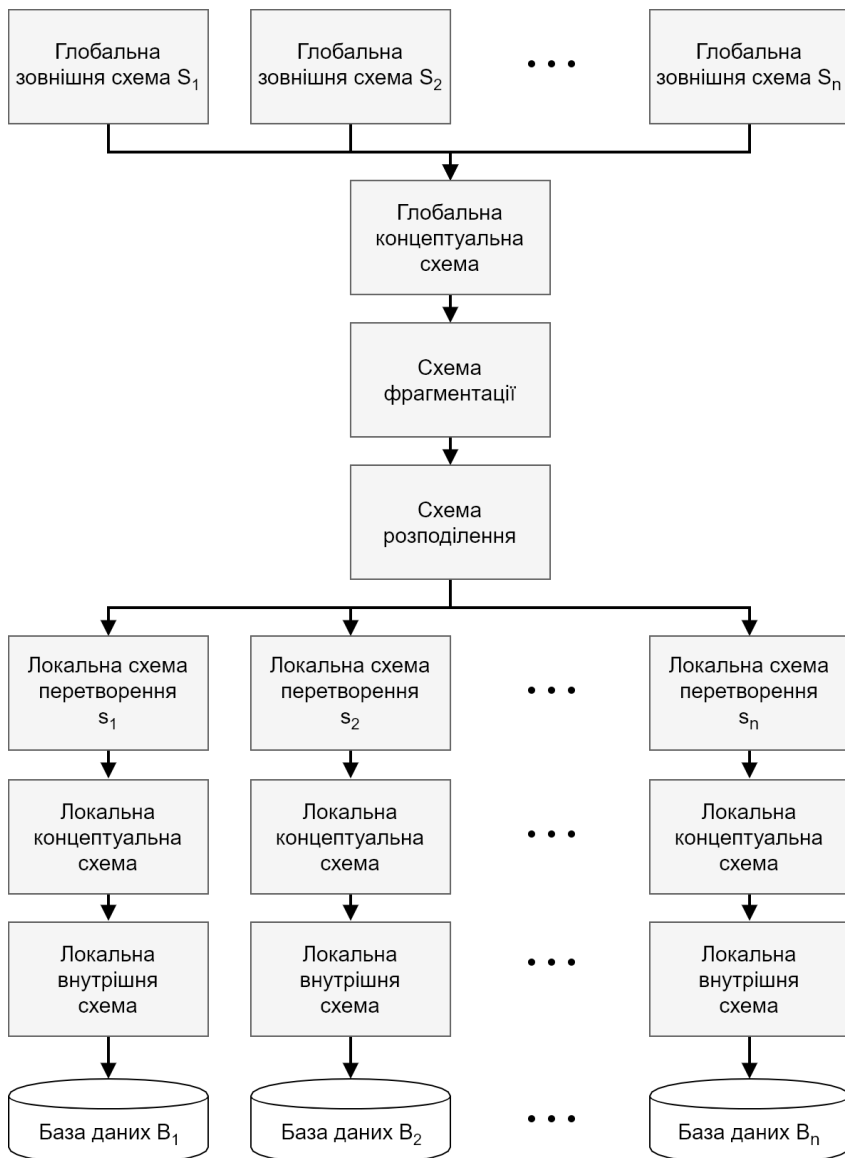 Глобальна
зовнішня схема S₁
Глобальна
зовнішня схема S₂
• • •
Глобальна
зовнішня схема Sₙ
Глобальна
концептуальна
схема
Схема
фрагментації
Схема
розподілення
Локальна схема
перетворення
s₁
Локальна схема
перетворення
s₂
• • •
Локальна схема
перетворення
sₙ
Локальна
концептуальна
схема
Локальна
концептуальна
схема
• • •
Локальна
концептуальна
схема
Локальна
внутрішня
схема
Локальна
внутрішня
схема
• • •
Локальна
внутрішня
схема
База даних B₁
База даних B₂
• • •
База даних Bₙ